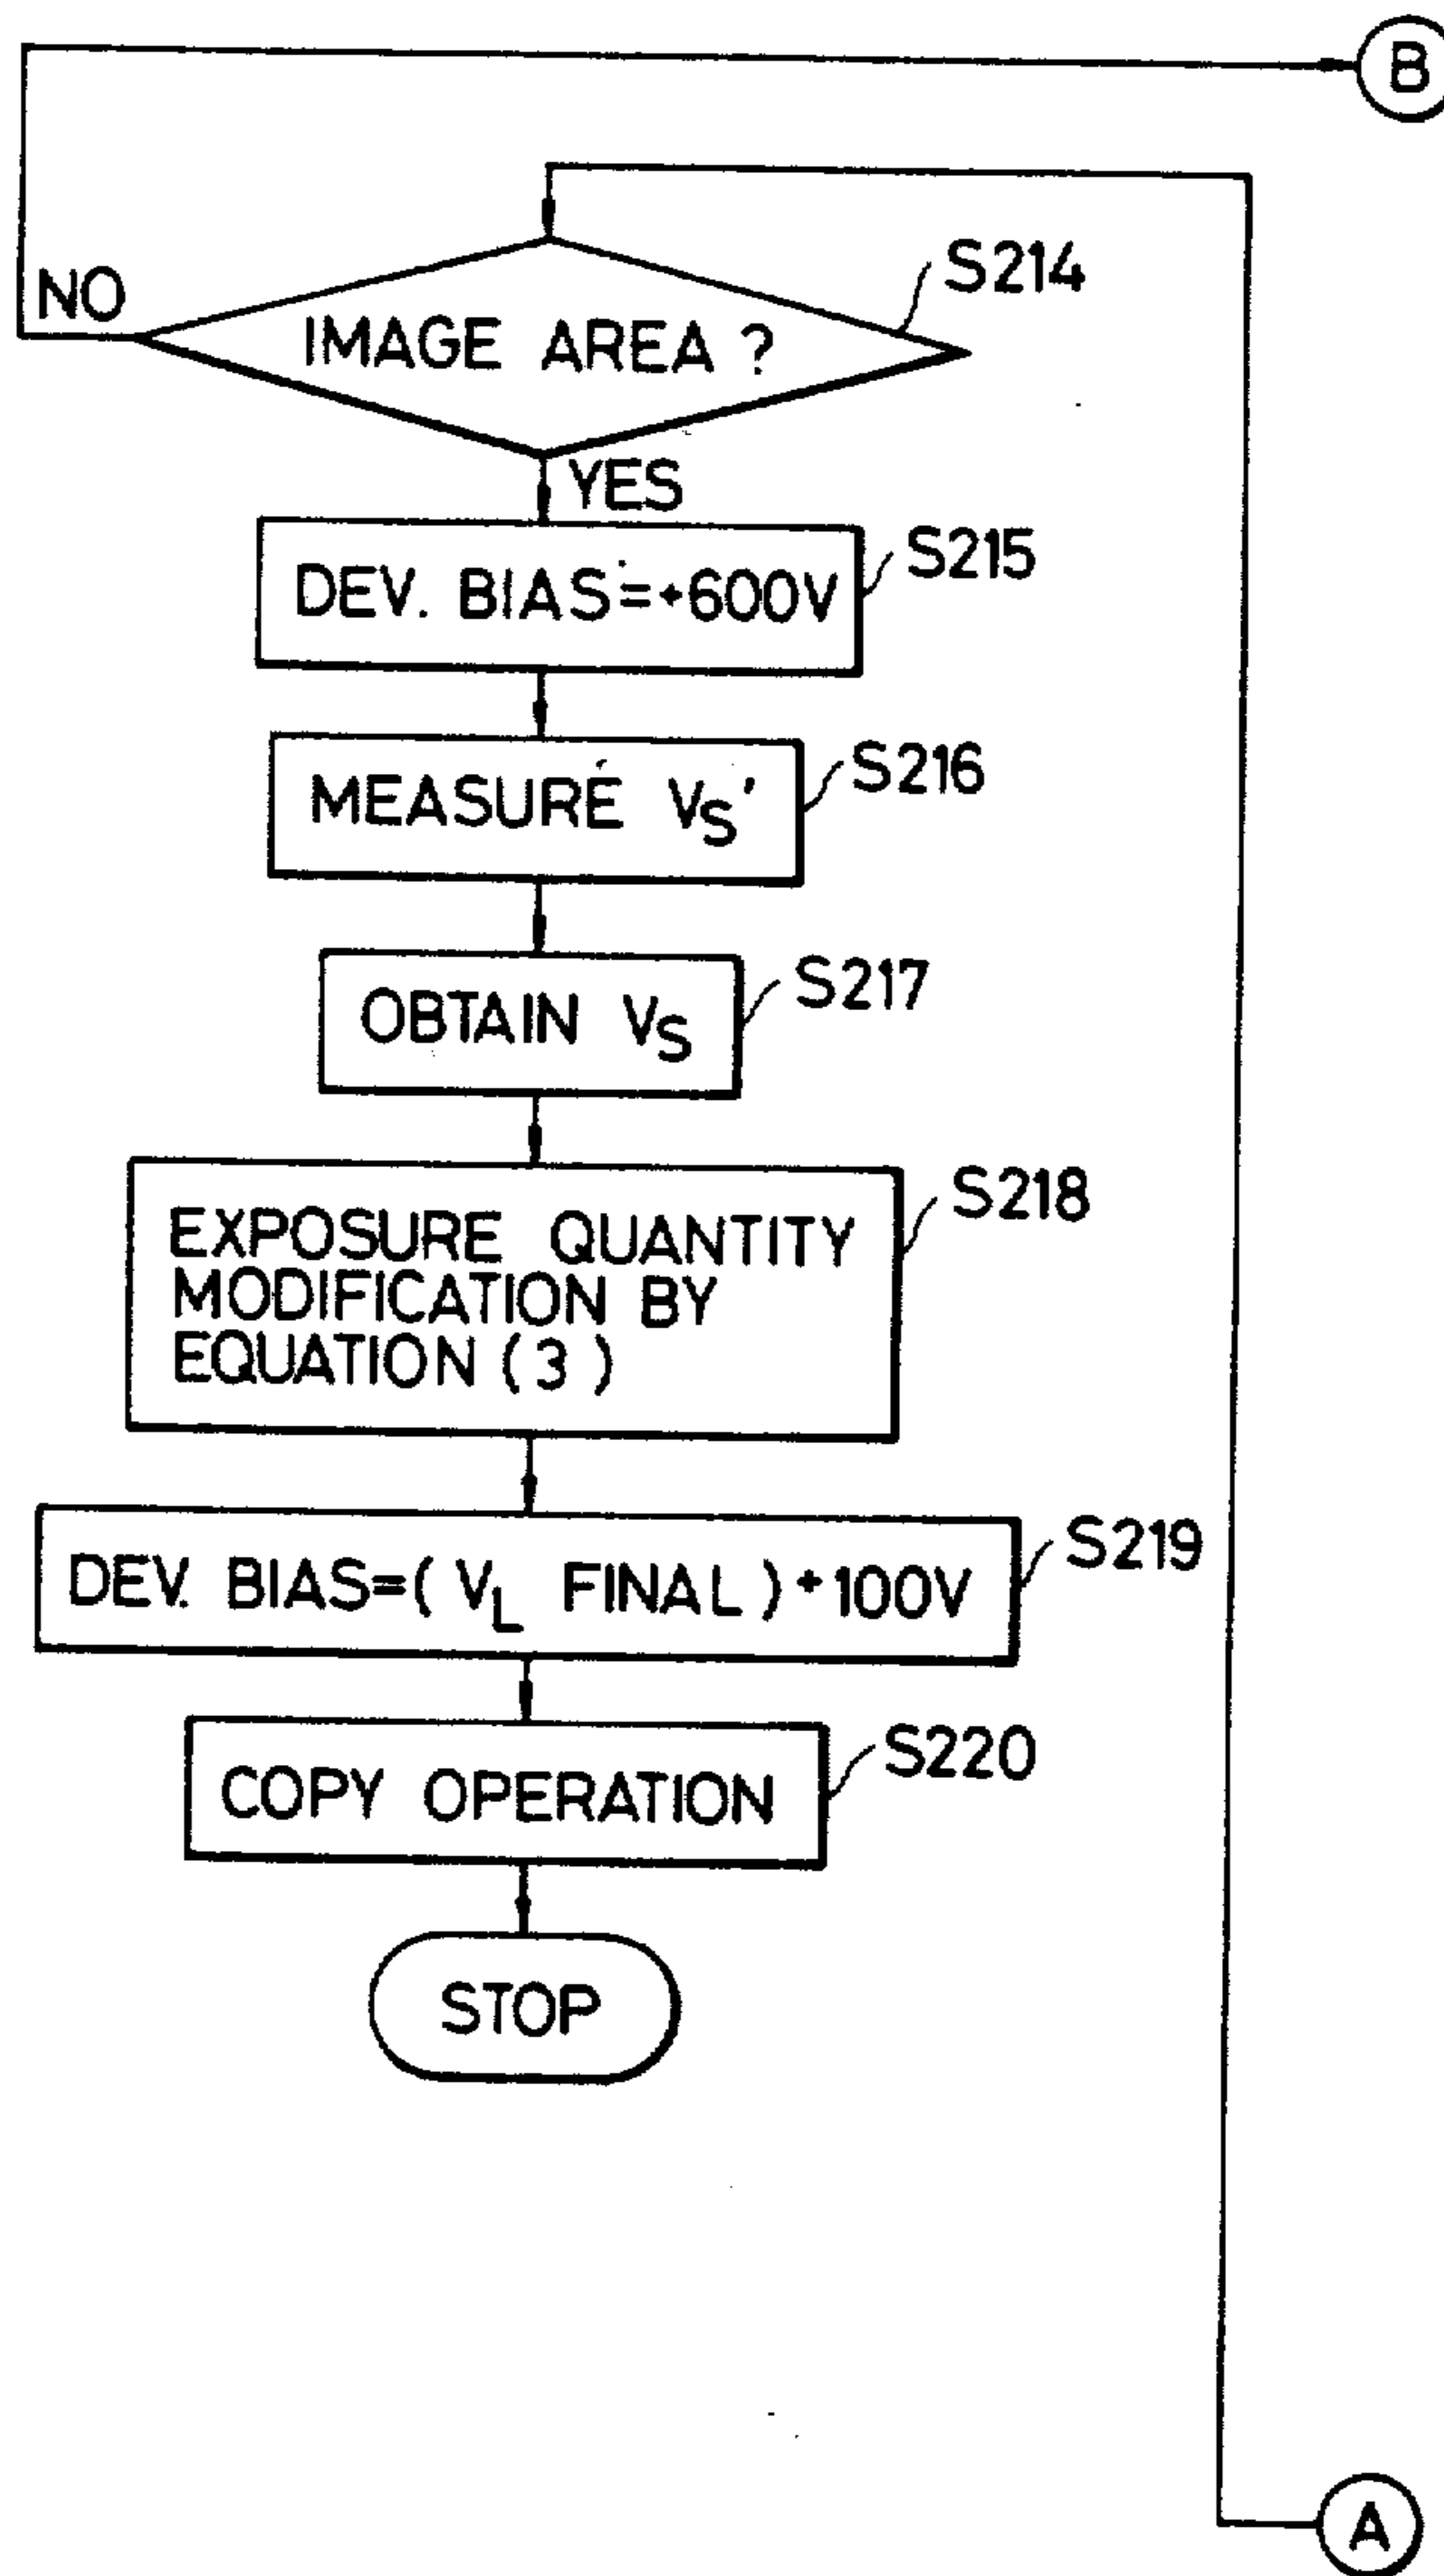 B
S214
NO
IMAGE AREA ?
YES
S215
DEV. BIAS=+600V
S216
MEASURE VS'
S217
OBTAIN VS
S218
EXPOSURE QUANTITY
MODIFICATION BY
EQUATION (3)
S219
DEV. BIAS=(VL FINAL)+100V
S220
COPY OPERATION
STOP
A